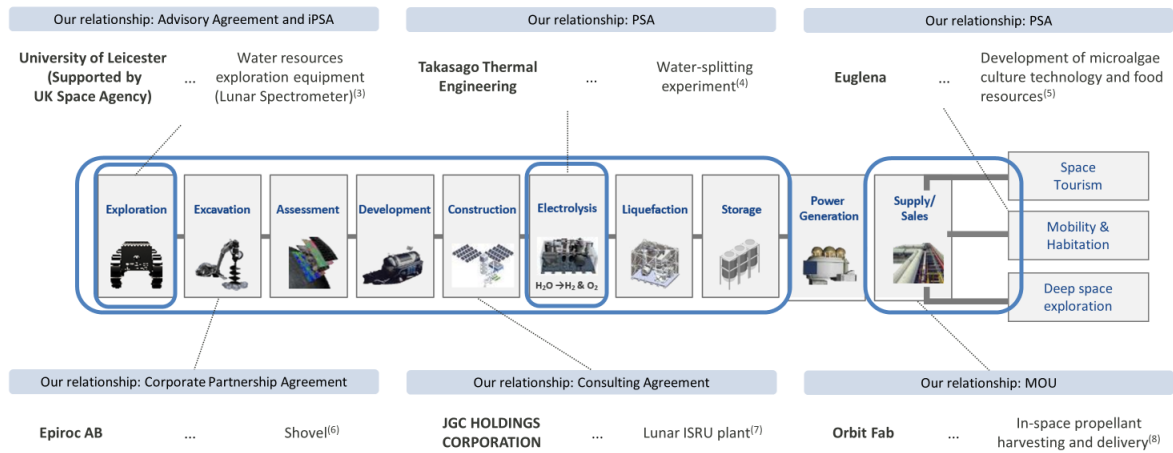 Our relationship: Advisory Agreement and iPSA
University of Leicester
(Supported by
UK Space Agency)
...
Water resources
exploration equipment
(Lunar Spectrometer)(3)
Our relationship: PSA
Takasago Thermal
Engineering
...
Water-splitting
experiment(4)
Our relationship: PSA
Euglena
...
Development of microalgae
culture technology and food
resources(5)
Exploration
Excavation
Assessment
Development
Construction
Electrolysis
H2O →H2 & O2
Liquefaction
Storage
Power
Generation
Supply/
Sales
Space
Tourism
Mobility &
Habitation
Deep space
exploration
Our relationship: Corporate Partnership Agreement
Epiroc AB
...
Shovel(6)
Our relationship: Consulting Agreement
JGC HOLDINGS
CORPORATION
...
Lunar ISRU plant(7)
Our relationship: MOU
Orbit Fab
...
In-space propellant
harvesting and delivery(8)